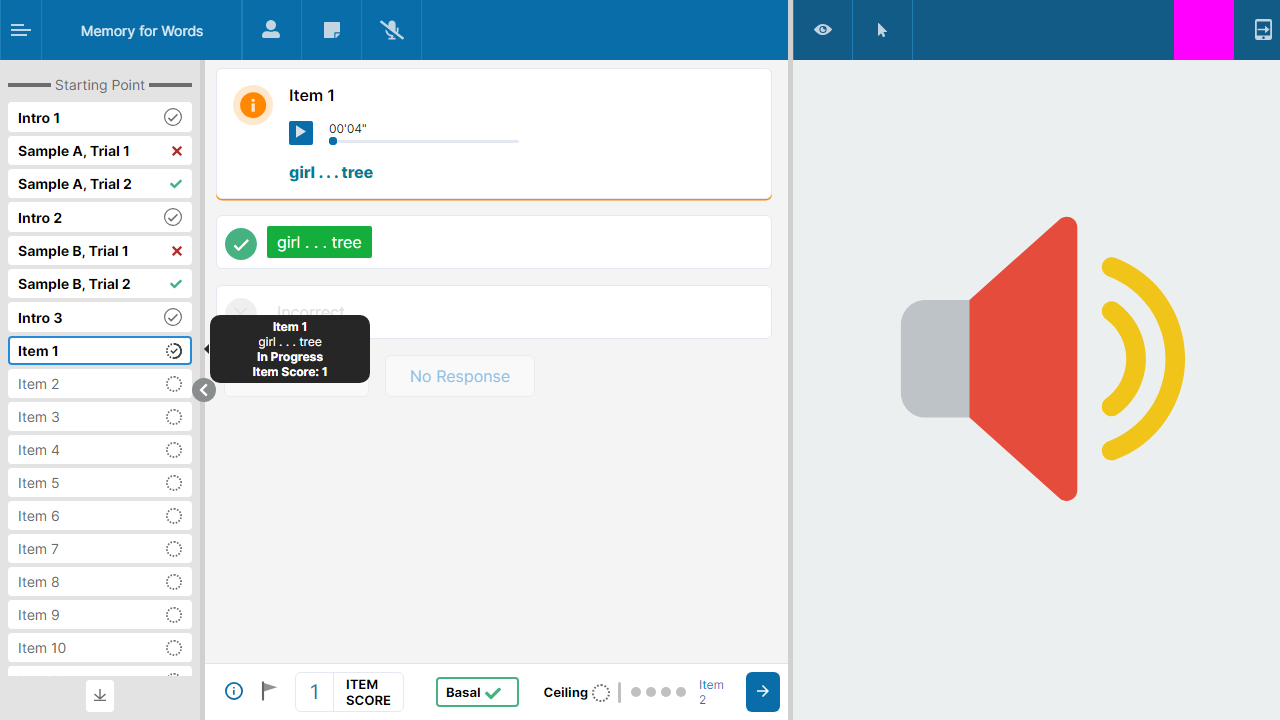 Memory for Words
Starting Point
Intro 1
Sample A, Trial 1
Sample A, Trial 2
Intro 2
Sample B, Trial 1
Sample B, Trial 2
Intro 3
Item 1
Item 2
Item 3
Item 4
Item 5
Item 6
Item 7
Item 8
Item 9
Item 10
Item 1
00'04"
girl . . . tree
girl . . . tree
Incorrect
Item 1
girl . . . tree
In Progress
Item Score: 1
No Response
1
ITEM
SCORE
Basal
Ceiling
Item
2